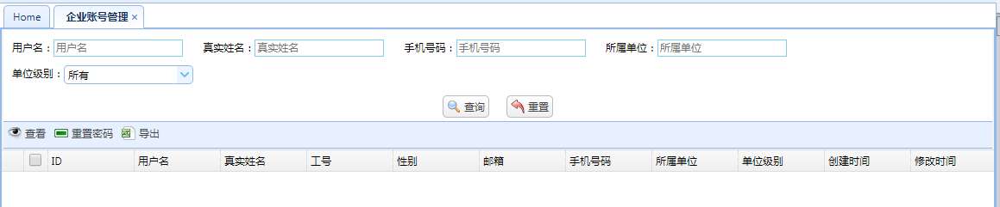 Home 企业账号管理 ×
用户名： 用户名 真实姓名： 真实姓名 手机号码： 手机号码 所属单位： 所属单位
单位级别： 所有
查询 重置
查看 重置密码 导出
ID 用户名 真实姓名 工号 性别 邮箱 手机号码 所属单位 单位级别 创建时间 修改时间